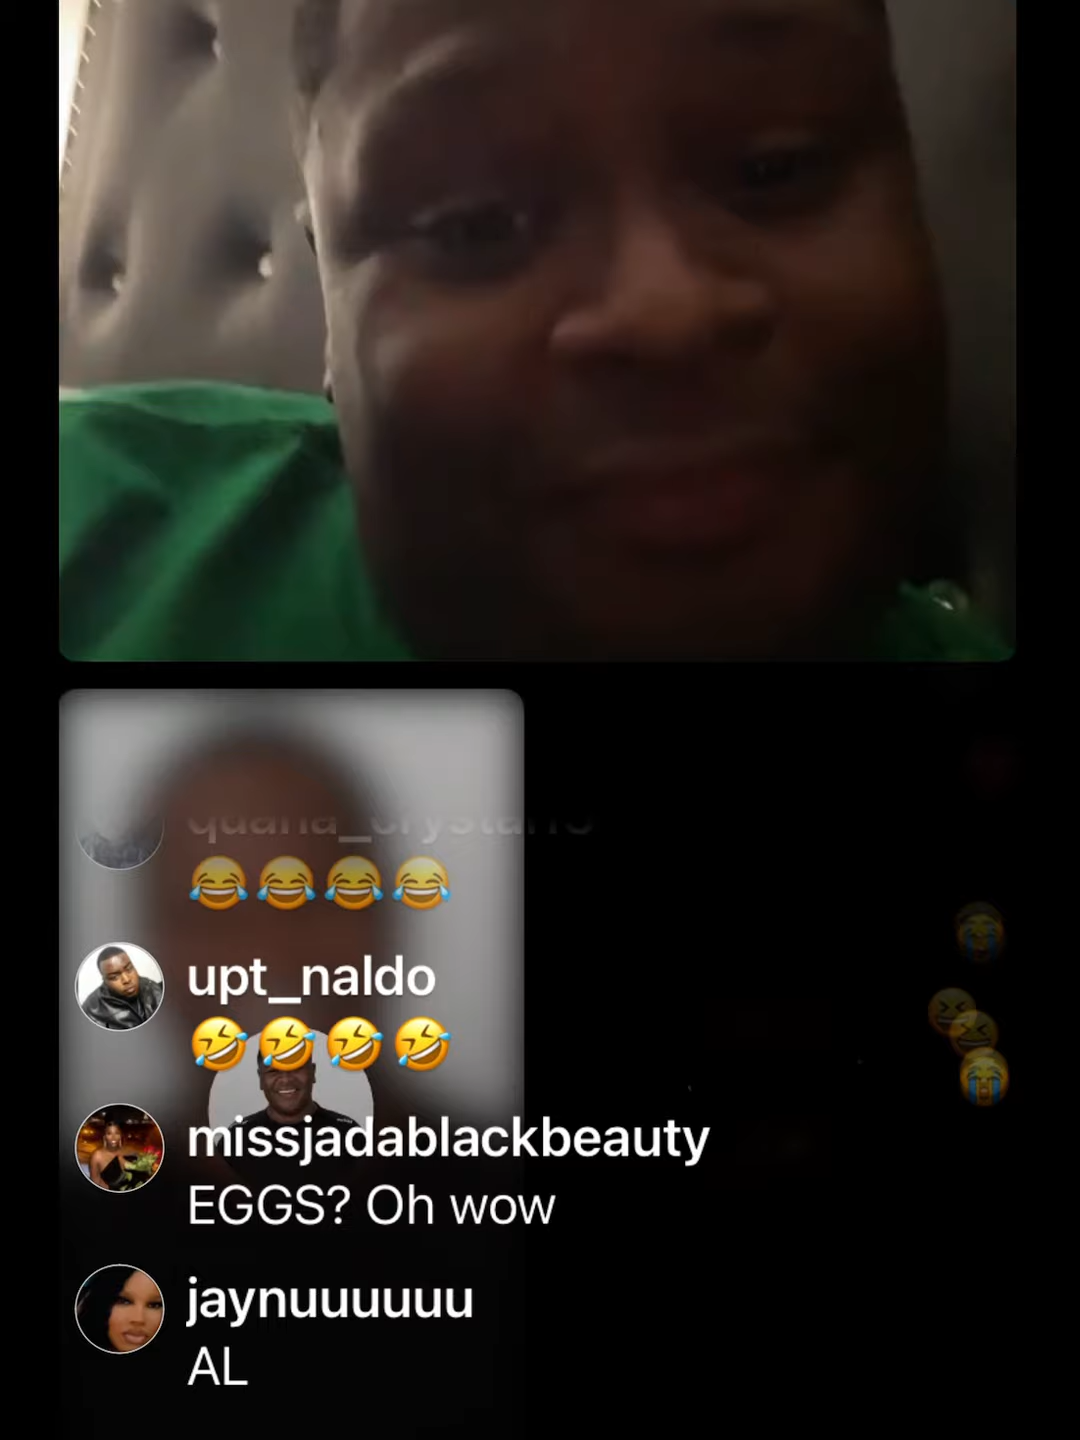 😂😂😂😂
upt_naldo
🤣🤣🤣🤣
missjadablackbeauty
EGGS? Oh wow
jaynuuuuuu
AL